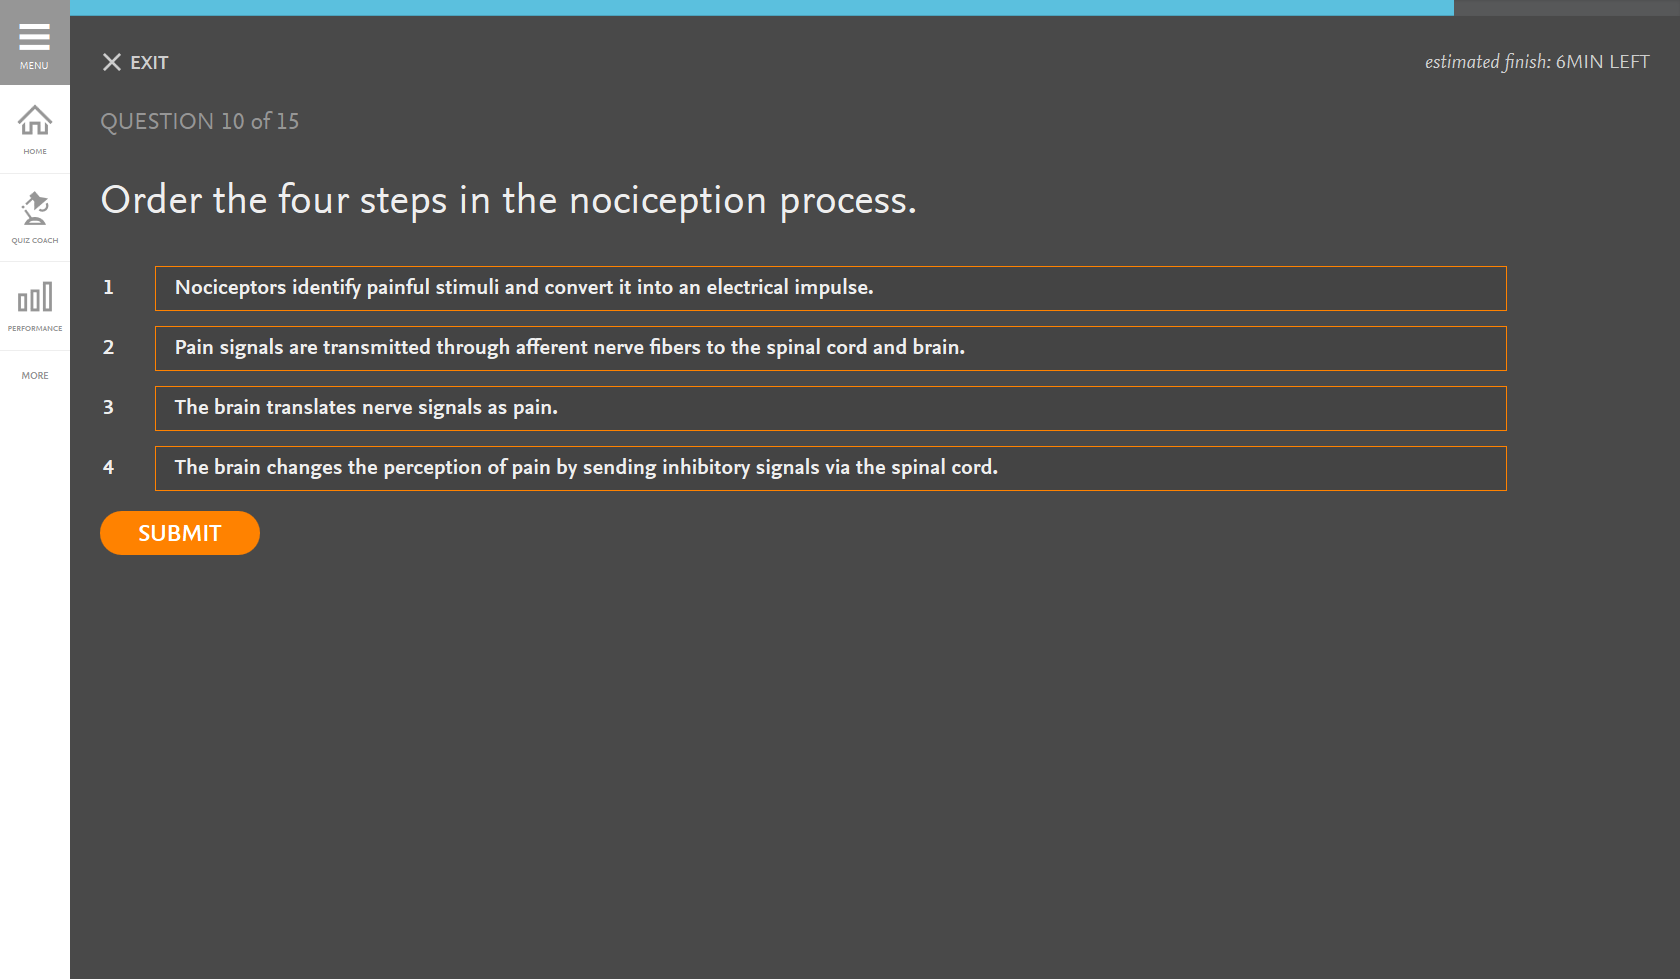 MENU
EXIT
estimated finish: 6MIN LEFT
HOME
QUIZ COACH
PERFORMANCE
MORE
QUESTION 10 of 15
Order the four steps in the nociception process.
1 Nociceptors identify painful stimuli and convert it into an electrical impulse.
2 Pain signals are transmitted through afferent nerve fibers to the spinal cord and brain.
3 The brain translates nerve signals as pain.
4 The brain changes the perception of pain by sending inhibitory signals via the spinal cord.
SUBMIT